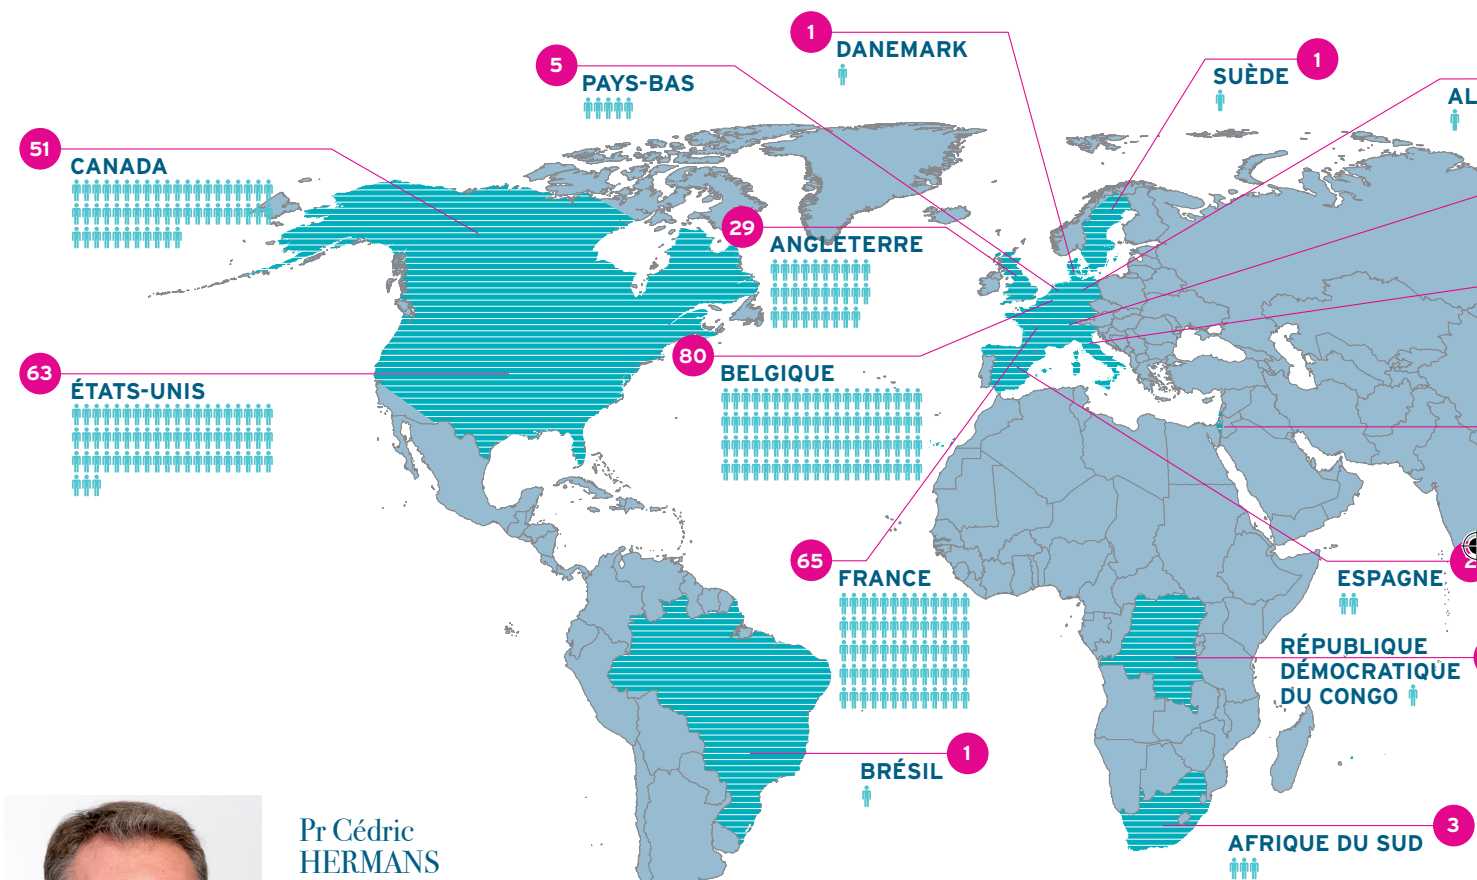 1
DANEMARK
1
SUÈDE
5
PAYS-BAS
AL
51
CANADA
29
ANGLETERRE
80
BELGIQUE
63
ÉTATS-UNIS
65
FRANCE
2
ESPAGNE
RÉPUBLIQUE
DÉMOCRATIQUE
DU CONGO
1
BRÉSIL
3
AFRIQUE DU SUD
Pr Cédric
HERMANS